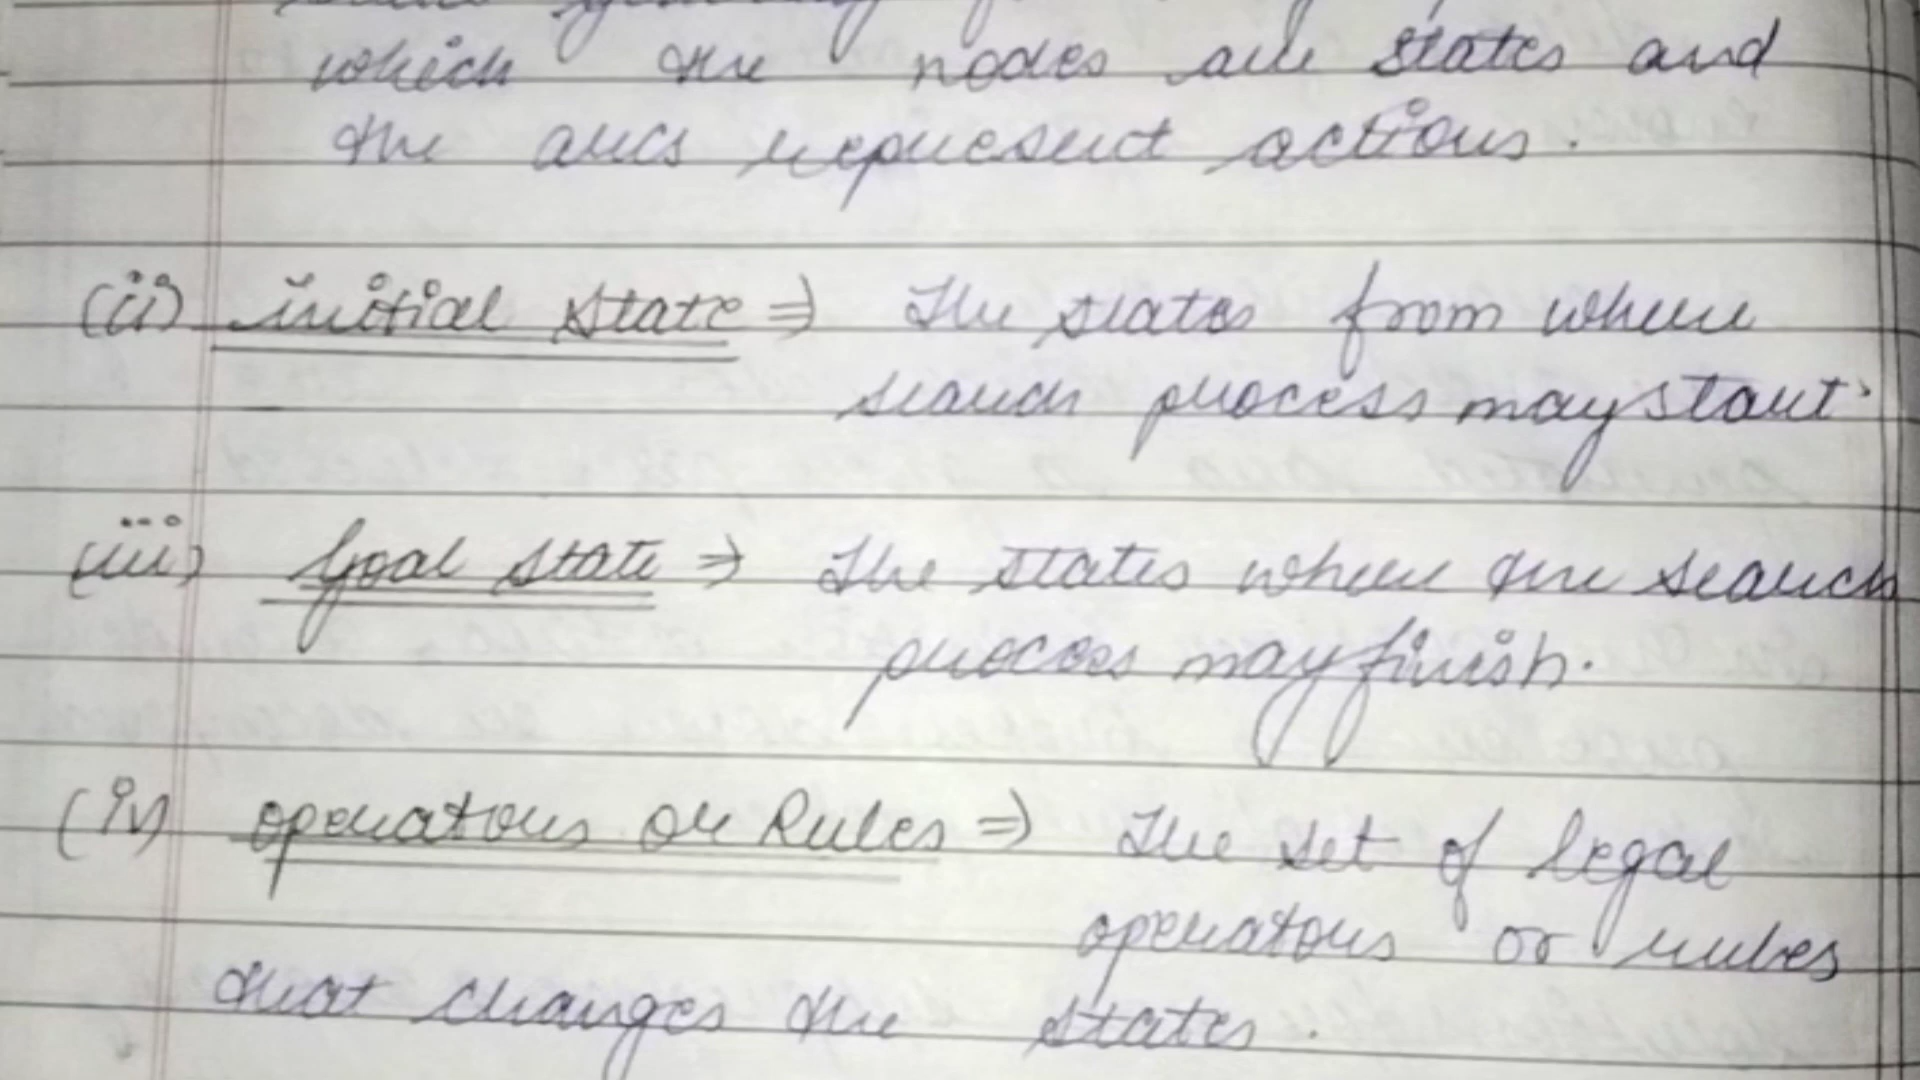 which the nodes are states and
the arcs represent actions.
(ii) initial state ⇒ The states from where
search process may start.
(iii) Goal state ⇒ The states where the search
process may finish.
(iv) operators or Rules ⇒ The set of legal
operators or rules
that changes the states.